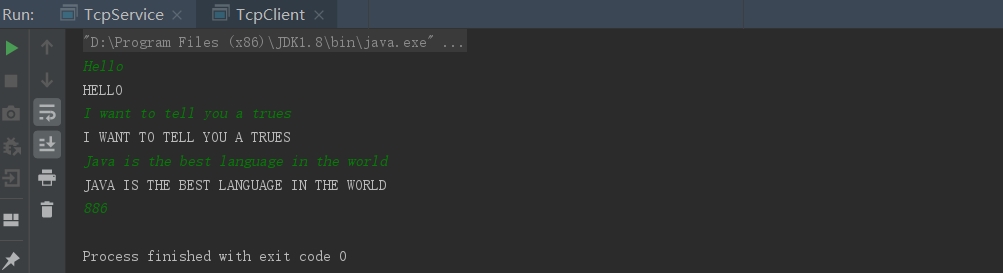 Run: TcpService × TcpClient ×
"D:\Program Files (x86)\JDK1.8\bin\java.exe" ...
Hello
HELLO
I want to tell you a trues
I WANT TO TELL YOU A TRUES
Java is the best language in the world
JAVA IS THE BEST LANGUAGE IN THE WORLD
886
Process finished with exit code 0